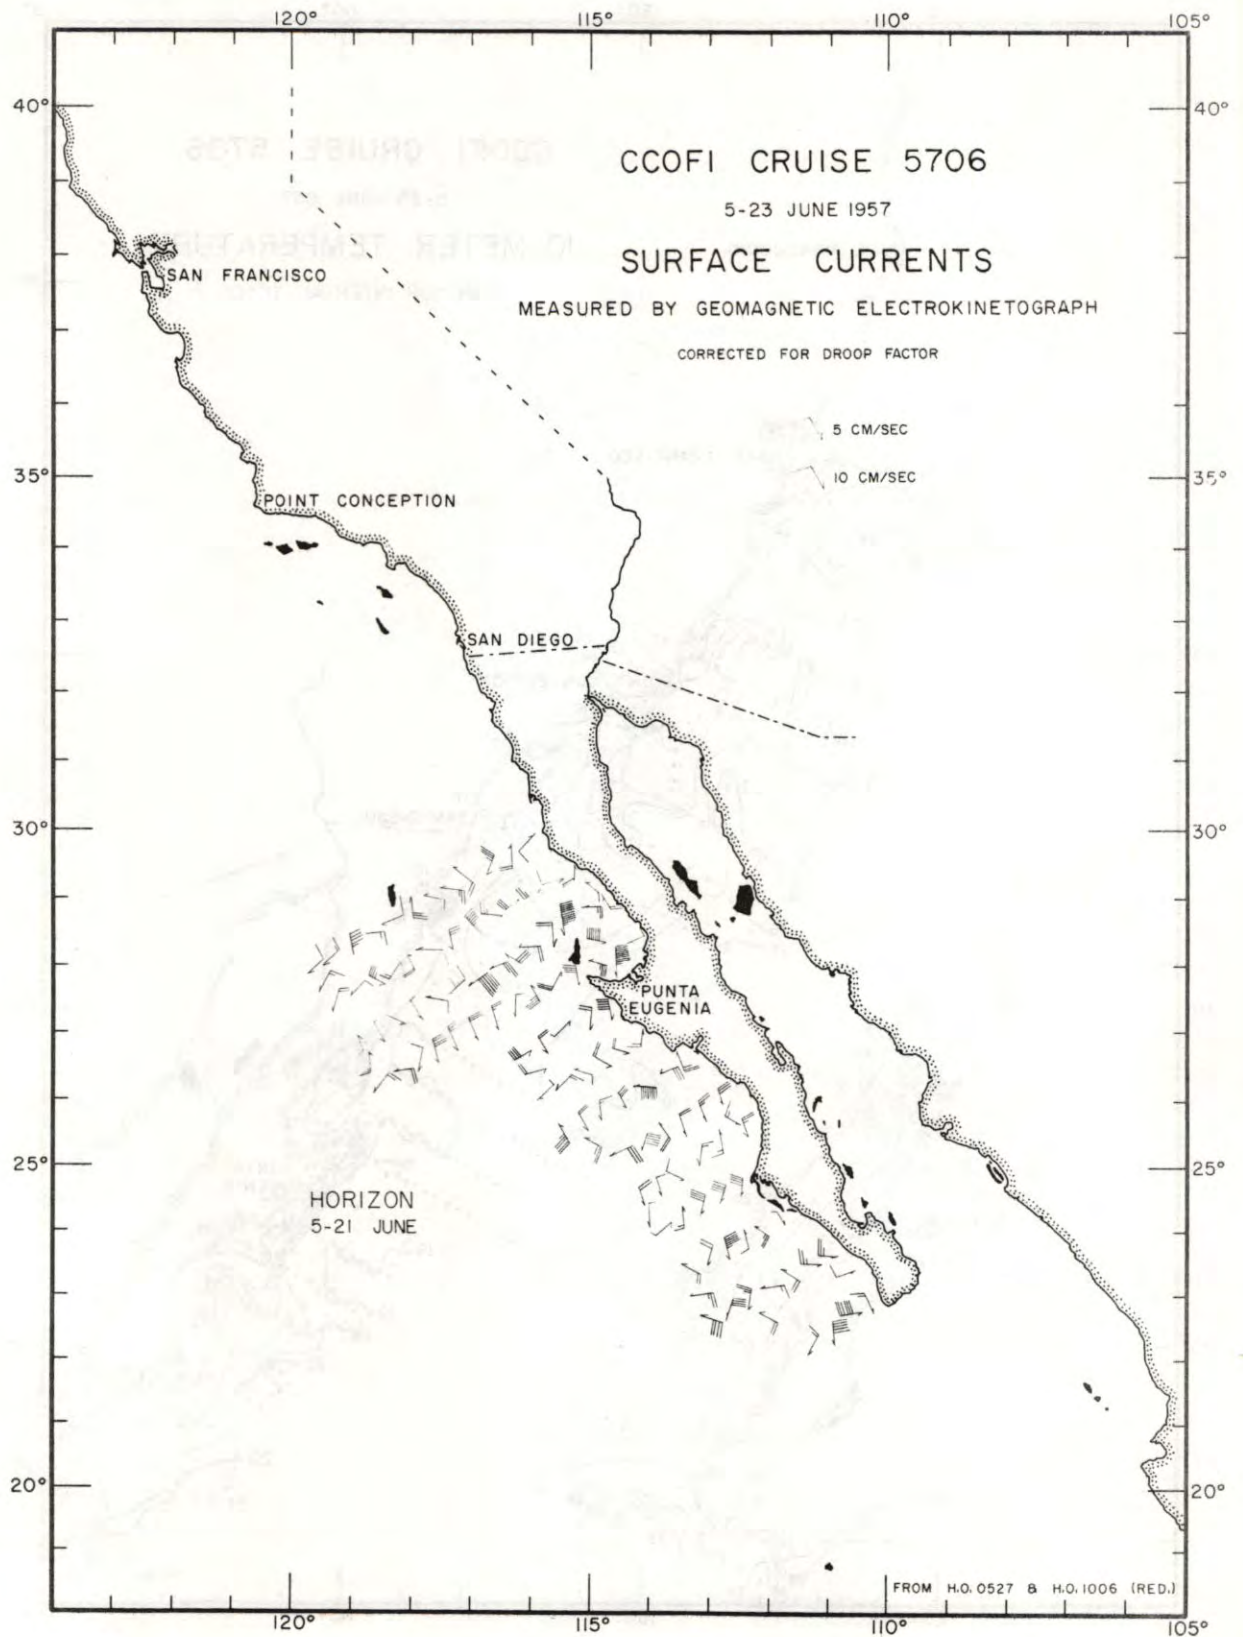 120° 115° 110° 105°
40° 40°
CCOFI CRUISE 5706
5-23 JUNE 1957
SURFACE CURRENTS
MEASURED BY GEOMAGNETIC ELECTROKINETOGRAPH
CORRECTED FOR DROOP FACTOR
SAN FRANCISCO
5 CM/SEC
10 CM/SEC
35° 35°
POINT CONCEPTION
SAN DIEGO
30° 30°
PUNTA
EUGENIA
25° 25°
HORIZON
5-21 JUNE
20° 20°
FROM H.O. 0527 & H.O. 1006 (RED.)
120° 115° 110° 105°